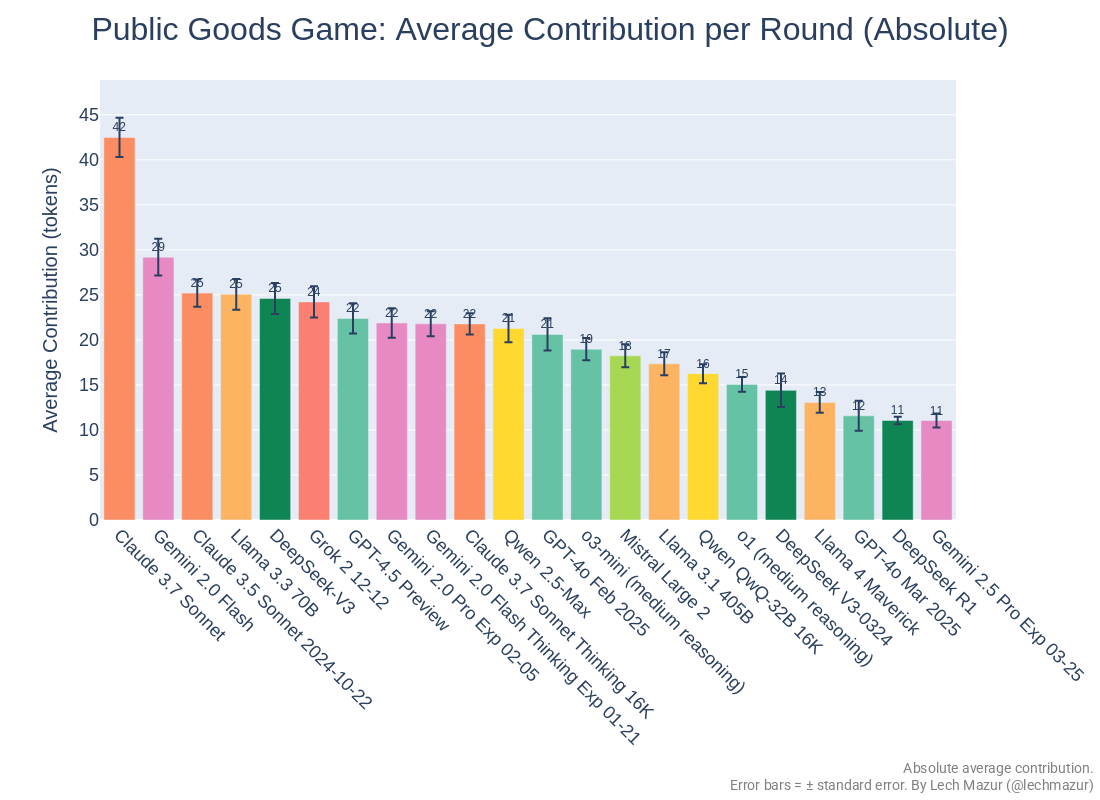 Public Goods Game: Average Contribution per Round (Absolute)
Average Contribution (tokens)
45
40
35
30
25
20
15
10
5
0
42
29
25
25
25
24
22
22
22
22
21
21
19
18
17
16
15
14
13
12
11
11
Claude 3.7 Sonnet
Gemini 2.0 Flash
Claude 3.5 Sonnet 2024-10-22
Llama 3.3 70B
DeepSeek-V3
Grok 2 12-12
GPT-4.5 Preview
Gemini 2.0 Pro Exp 02-05
Gemini 2.0 Flash Thinking Exp 01-21
Claude 3.7 Sonnet Thinking 16K
Qwen 2.5-Max
GPT-4o Feb 2025
o3-mini (medium reasoning)
Mistral Large 2
Llama 3.1 405B
Qwen QwQ-32B 16K
o1 (medium reasoning)
DeepSeek V3-0324
Llama 4 Maverick
GPT-4o Mar 2025
DeepSeek R1
Gemini 2.5 Pro Exp 03-25
Absolute average contribution.
Error bars = ± standard error. By Lech Mazur (@lechmazur)